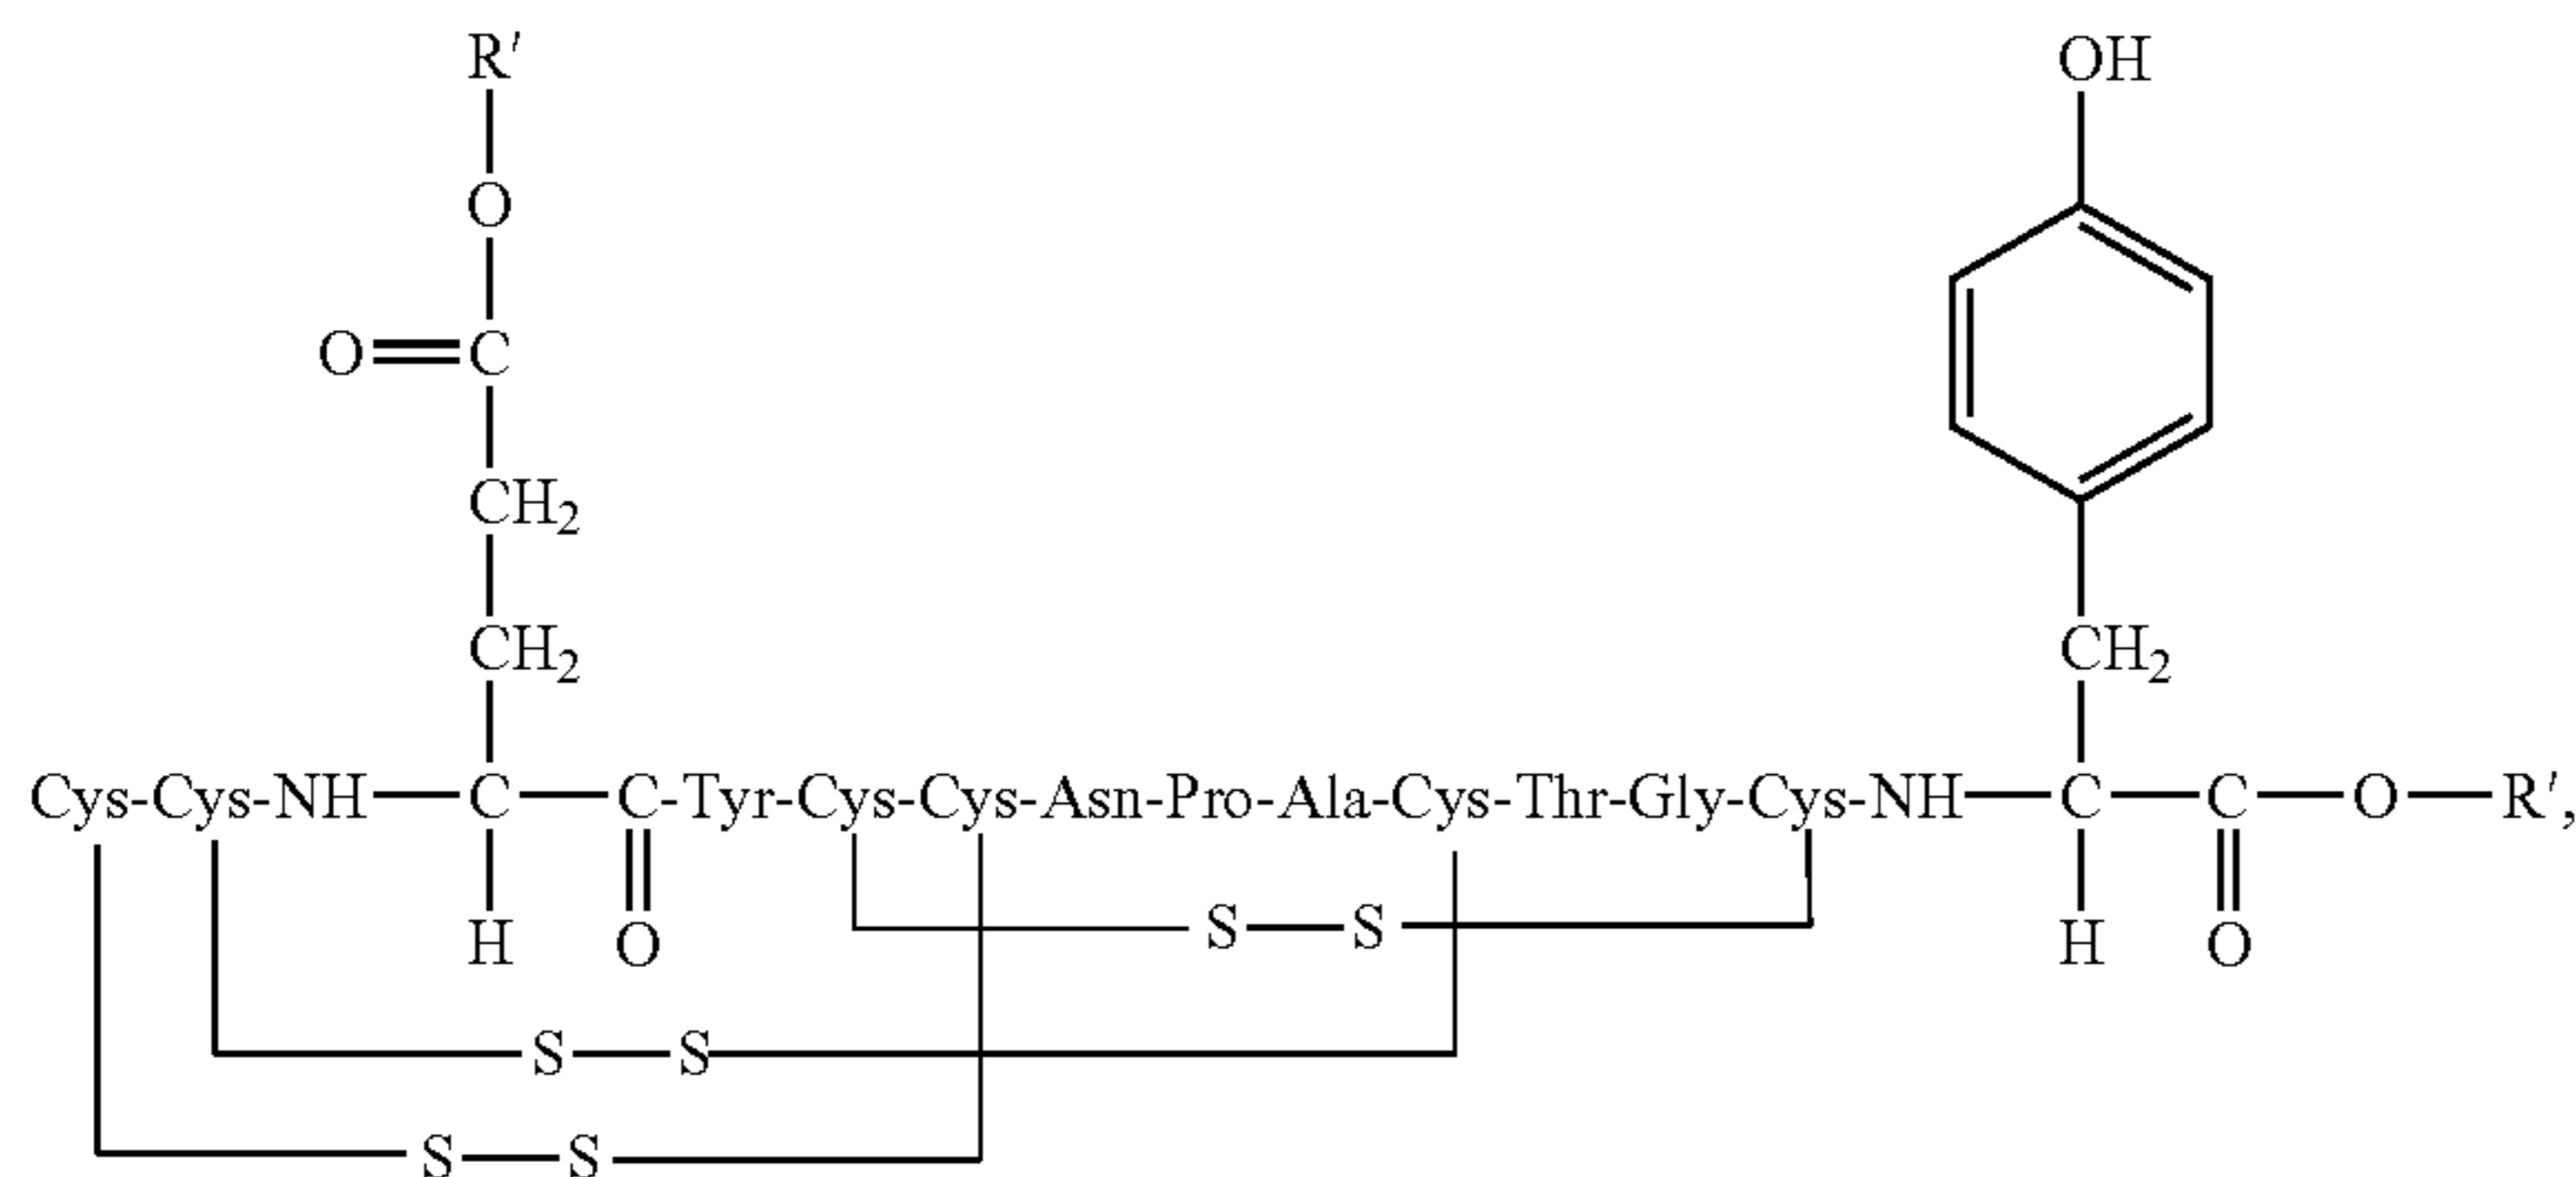 R′ OH
O
O=C
CH₂
CH₂ CH₂
Cys-Cys-NH—C—C-Tyr-Cys-Cys-Asn-Pro-Ala-Cys-Thr-Gly-Cys-NH—C—C—O—R′,
H O S—S H O
S—S
S—S